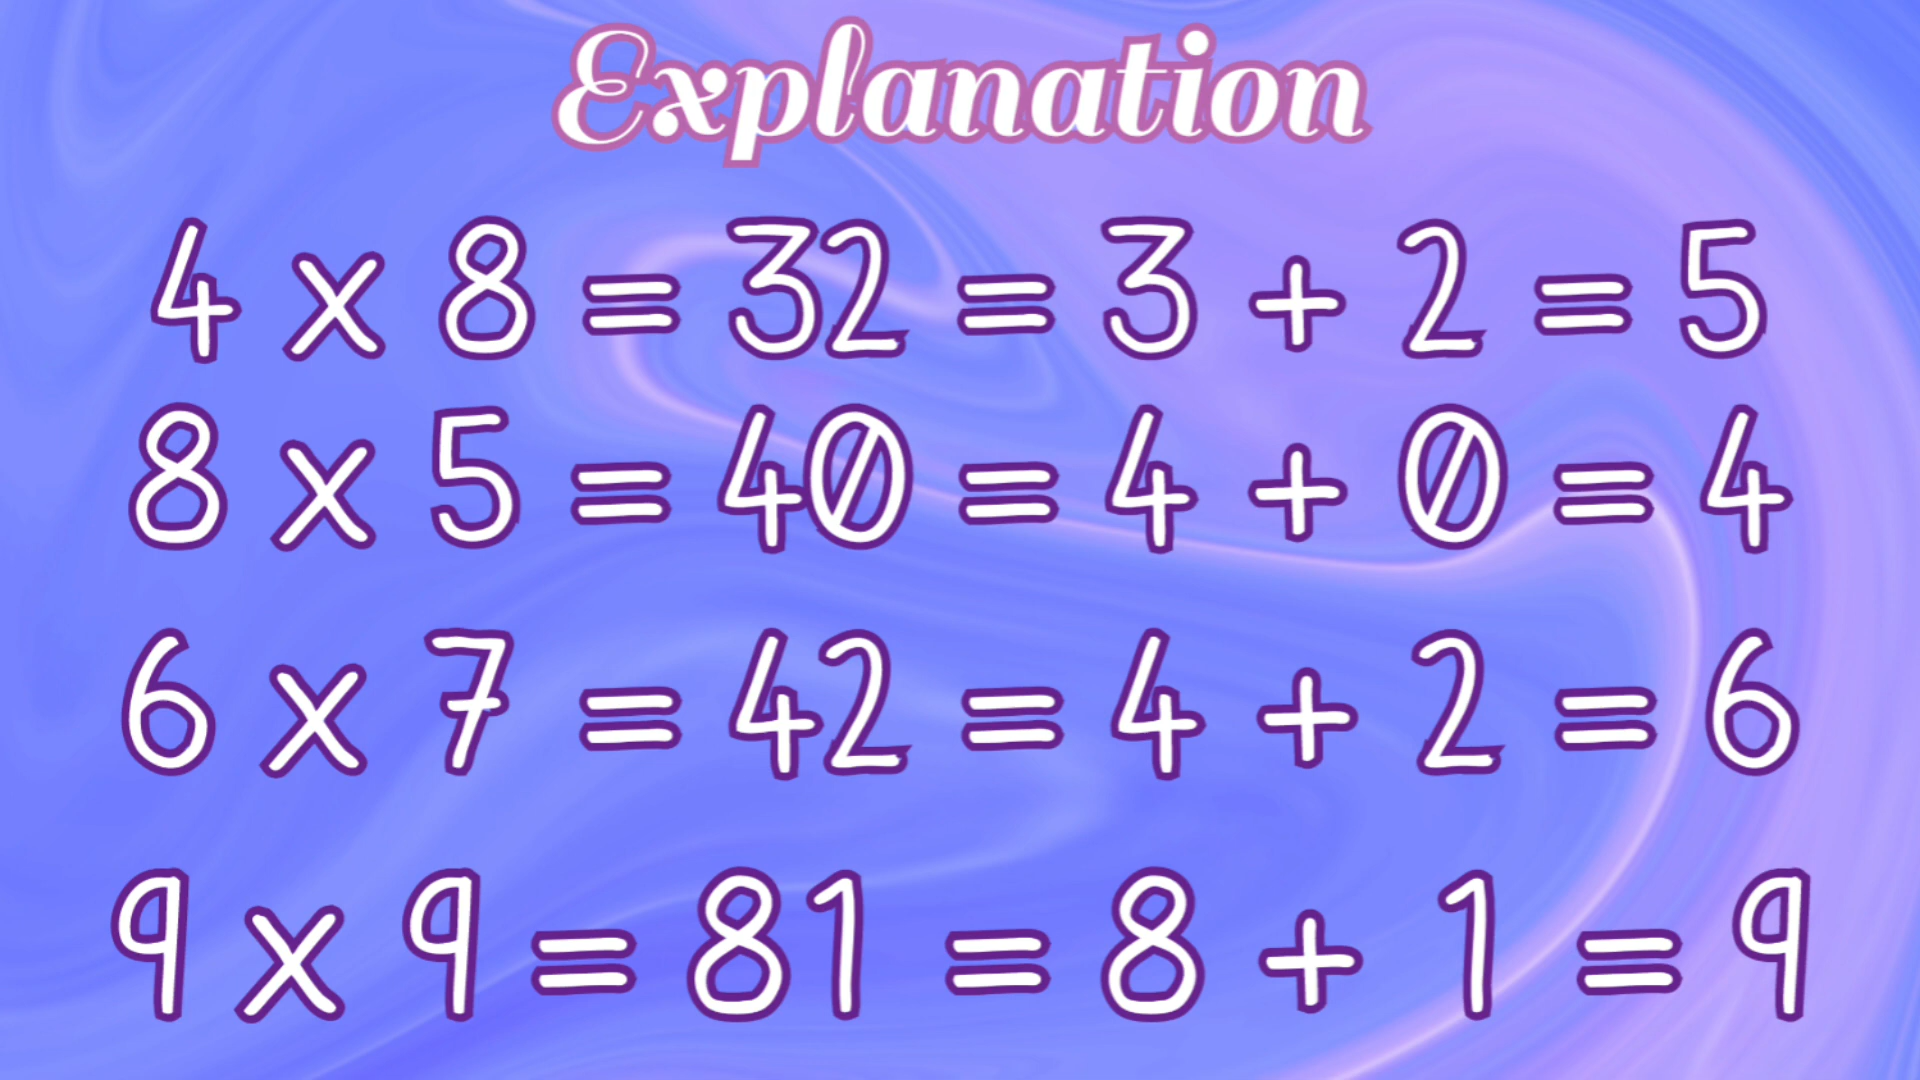 Explanation
4 x 8 = 32 = 3 + 2 = 5
8 x 5 = 40 = 4 + 0 = 4
6 x 7 = 42 = 4 + 2 = 6
9 x 9 = 81 = 8 + 1 = 9